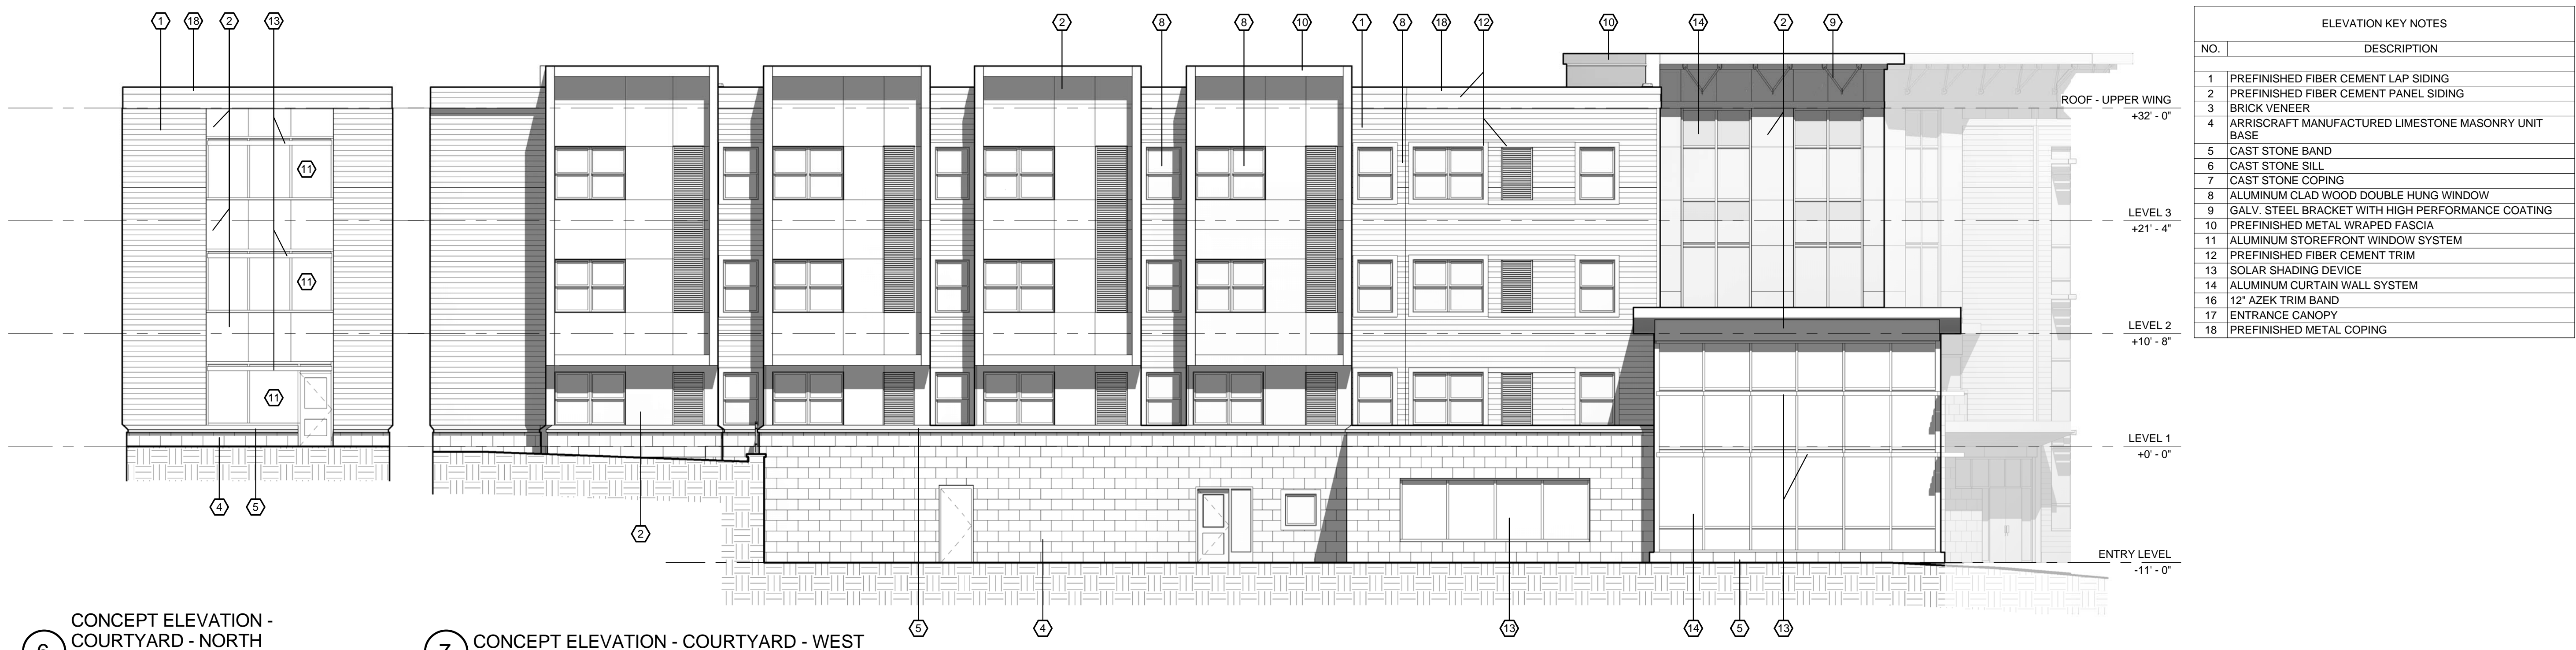 1
18
2
13
2
8
8
10
1
8
18
12
10
14
2
9
11
11
11
4
5
2
5
4
13
14
5
13
ROOF - UPPER WING
+32' - 0"
LEVEL 3
+21' - 4"
LEVEL 2
+10' - 8"
LEVEL 1
+0' - 0"
ENTRY LEVEL
-11' - 0"
6
CONCEPT ELEVATION -
COURTYARD - NORTH
7
CONCEPT ELEVATION - COURTYARD - WEST
ELEVATION KEY NOTES
NO. DESCRIPTION
1 PREFINISHED FIBER CEMENT LAP SIDING
2 PREFINISHED FIBER CEMENT PANEL SIDING
3 BRICK VENEER
4 ARRISCRAFT MANUFACTURED LIMESTONE MASONRY UNIT
BASE
5 CAST STONE BAND
6 CAST STONE SILL
7 CAST STONE COPING
8 ALUMINUM CLAD WOOD DOUBLE HUNG WINDOW
9 GALV. STEEL BRACKET WITH HIGH PERFORMANCE COATING
10 PREFINISHED METAL WRAPED FASCIA
11 ALUMINUM STOREFRONT WINDOW SYSTEM
12 PREFINISHED FIBER CEMENT TRIM
13 SOLAR SHADING DEVICE
14 ALUMINUM CURTAIN WALL SYSTEM
16 12" AZEK TRIM BAND
17 ENTRANCE CANOPY
18 PREFINISHED METAL COPING